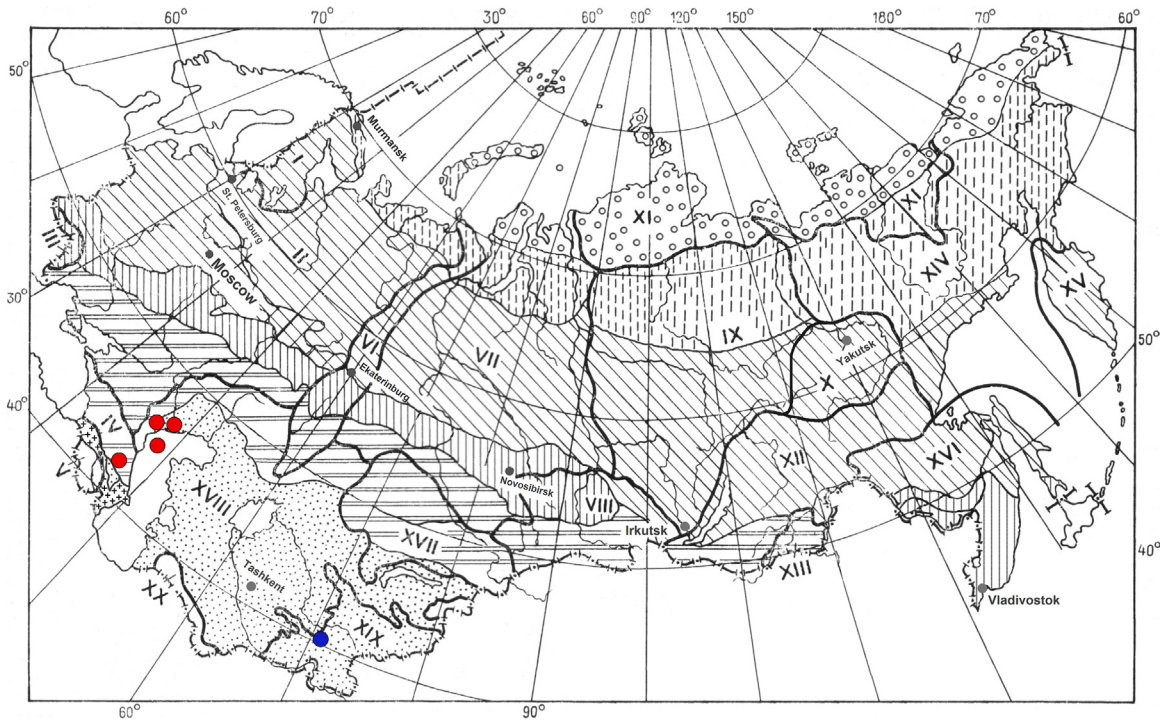 60° 70° 30° 60° 90° 120° 150° 180° 70° 60°
50°
Murmansk
I
St. Petersburg
XI
XI
III
II
Moscow
XIV
XV
30°
IX
VI
VII
Yakutsk
50°
Ekaterinburg
X
40°
IV
V
XII
XVI
XVIII
Novosibirsk
VIII
Irkutsk
XVII
40°
XIII
Tashkent
XX
Vladivostok
XIX
60° 90°